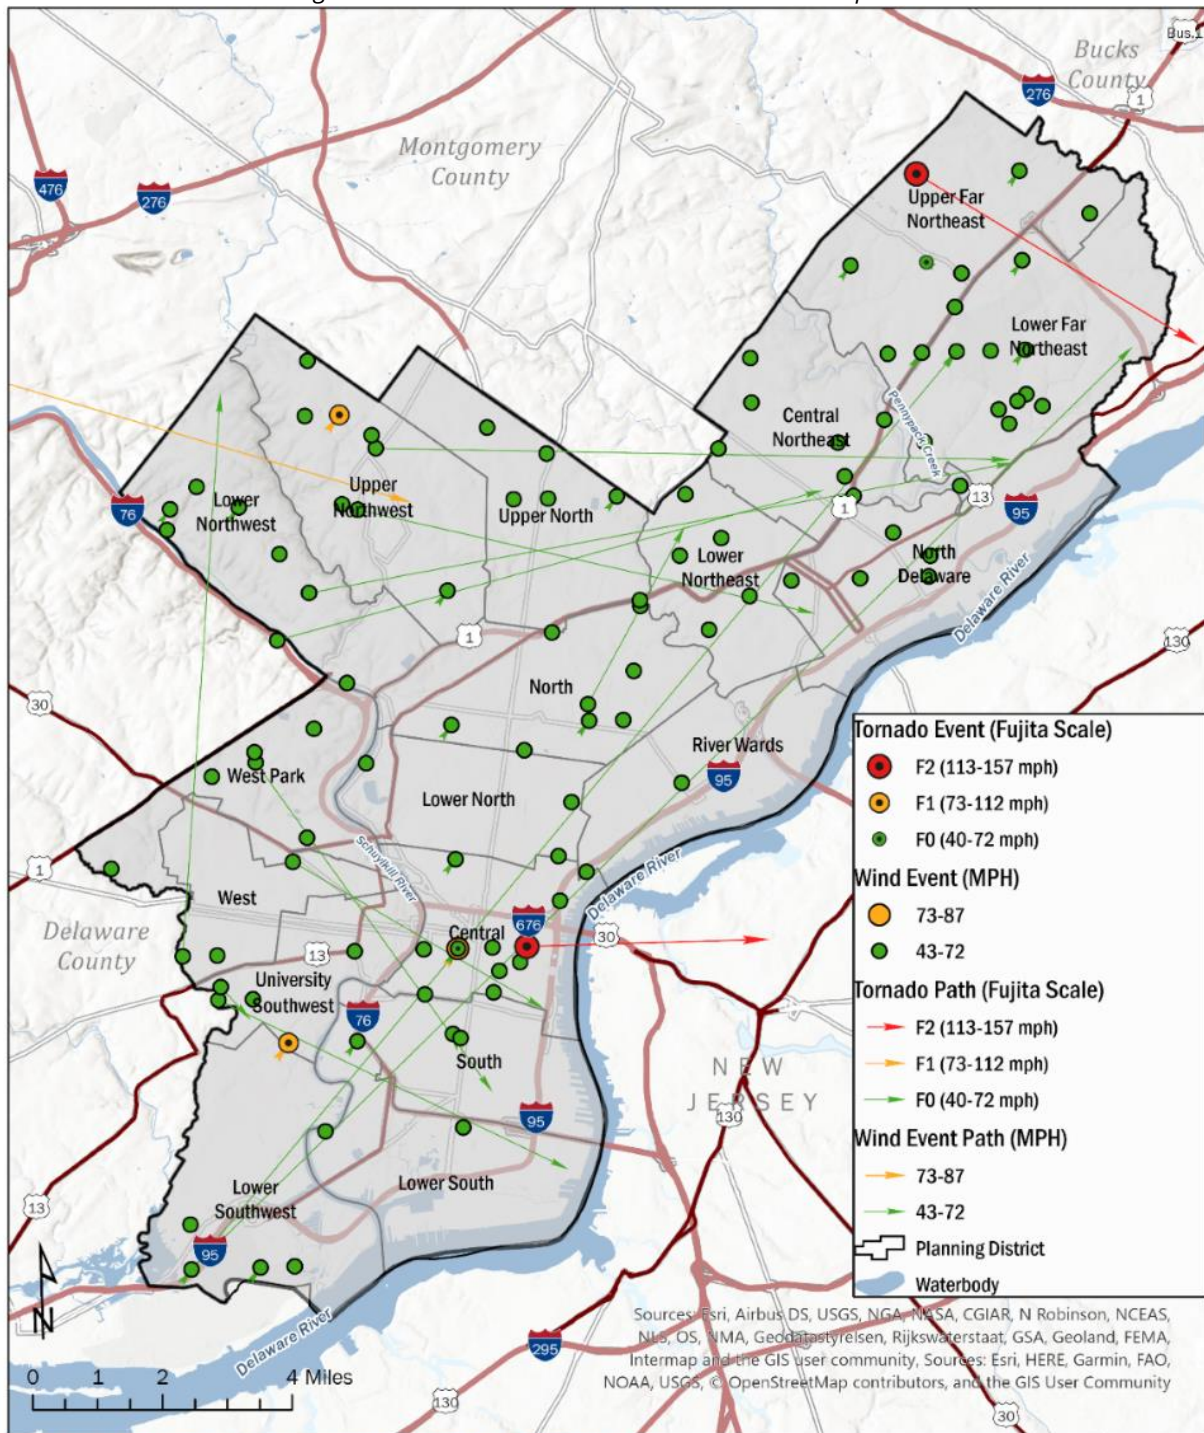 Bus.1
Bucks
County
276
1
Montgomery
County
476
276
Upper Far
Northeast
Lower Far
Northeast
Pennypack Creek
Central
Northeast
76
Lower
Northwest
Upper
Northwest
Upper North
1
13
95
Lower
Northeast
North
Delaware
Delaware River
1
130
30
North
River Wards
95
West Park
Lower North
Schuylkill River
1
West
Delaware River
Delaware
County
676
Central
30
13
University
Southwest
76
South
NEW
JERSEY
130
95
13
Lower
Southwest
Lower South
95
Delaware River
295
130
30
Tornado Event (Fujita Scale)
F2 (113-157 mph)
F1 (73-112 mph)
F0 (40-72 mph)
Wind Event (MPH)
73-87
43-72
Tornado Path (Fujita Scale)
F2 (113-157 mph)
F1 (73-112 mph)
F0 (40-72 mph)
Wind Event Path (MPH)
73-87
43-72
Planning District
Waterbody
N
0 1 2 4 Miles
Sources: Esri, Airbus DS, USGS, NGA, NASA, CGIAR, N Robinson, NCEAS,
NLS, OS, NMA, Geodatastyrelsen, Rijkswaterstaat, GSA, Geoland, FEMA,
Intermap and the GIS user community, Sources: Esri, HERE, Garmin, FAO,
NOAA, USGS, © OpenStreetMap contributors, and the GIS User Community